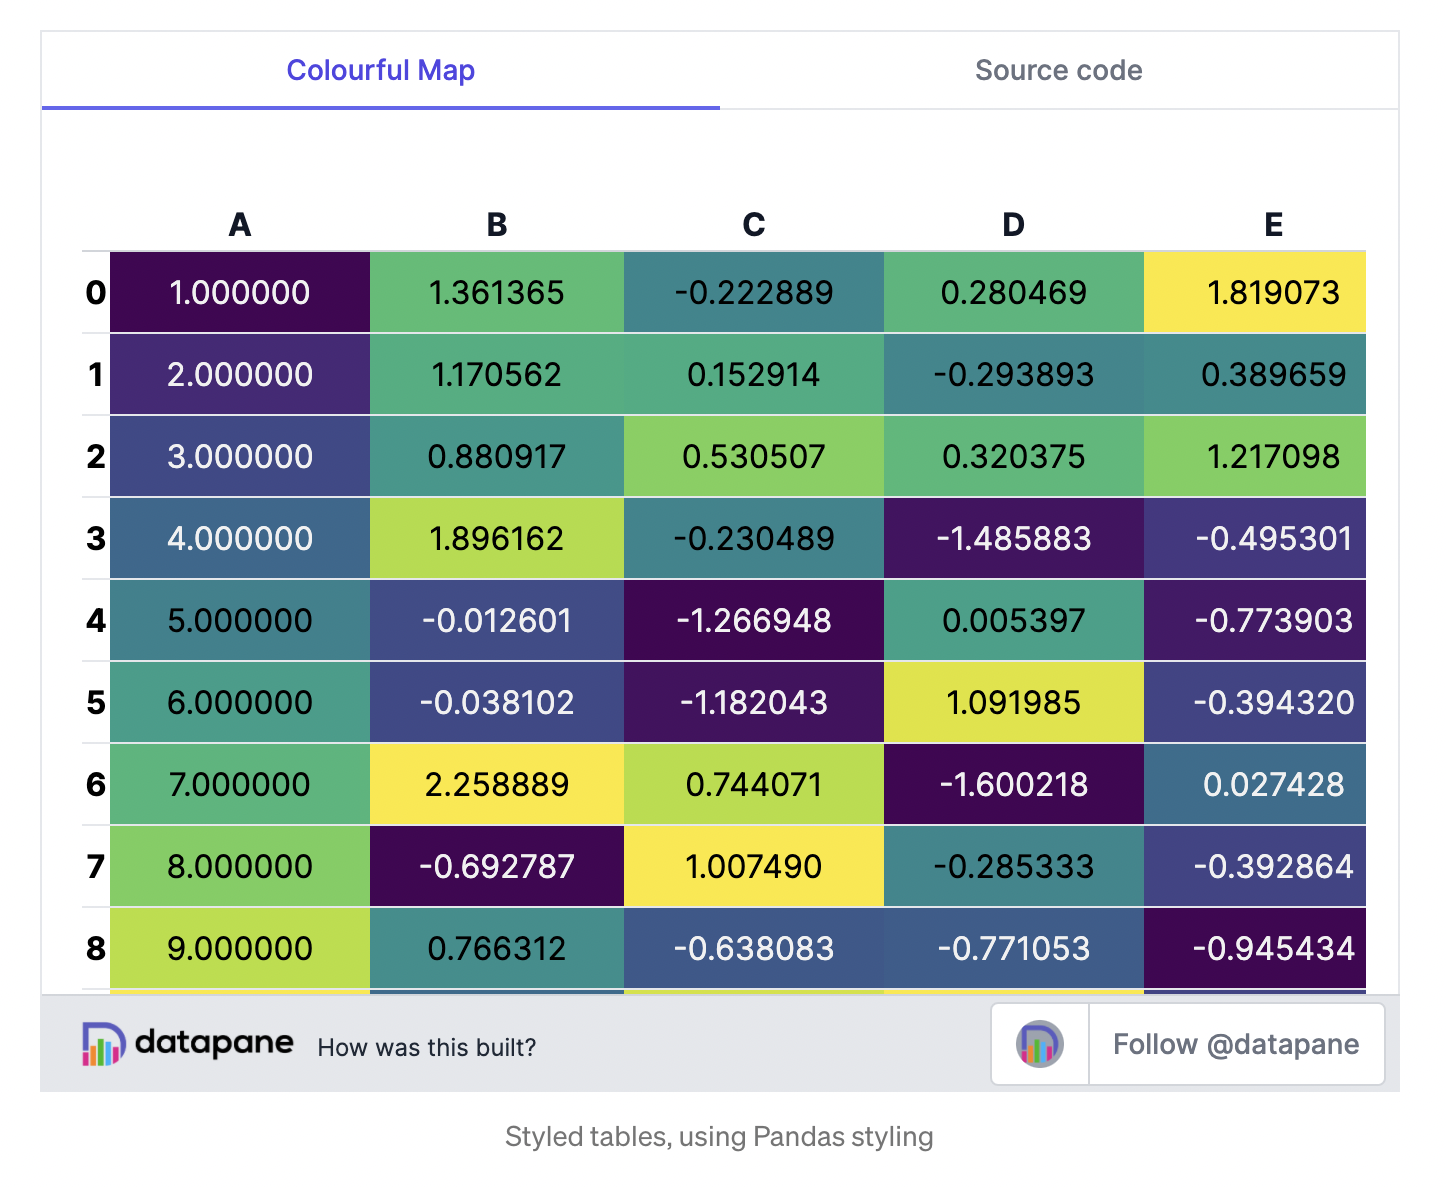 Colourful Map Source code
A B C D E
0 1.000000 1.361365 -0.222889 0.280469 1.819073
1 2.000000 1.170562 0.152914 -0.293893 0.389659
2 3.000000 0.880917 0.530507 0.320375 1.217098
3 4.000000 1.896162 -0.230489 -1.485883 -0.495301
4 5.000000 -0.012601 -1.266948 0.005397 -0.773903
5 6.000000 -0.038102 -1.182043 1.091985 -0.394320
6 7.000000 2.258889 0.744071 -1.600218 0.027428
7 8.000000 -0.692787 1.007490 -0.285333 -0.392864
8 9.000000 0.766312 -0.638083 -0.771053 -0.945434
datapane How was this built? Follow @datapane
Styled tables, using Pandas styling